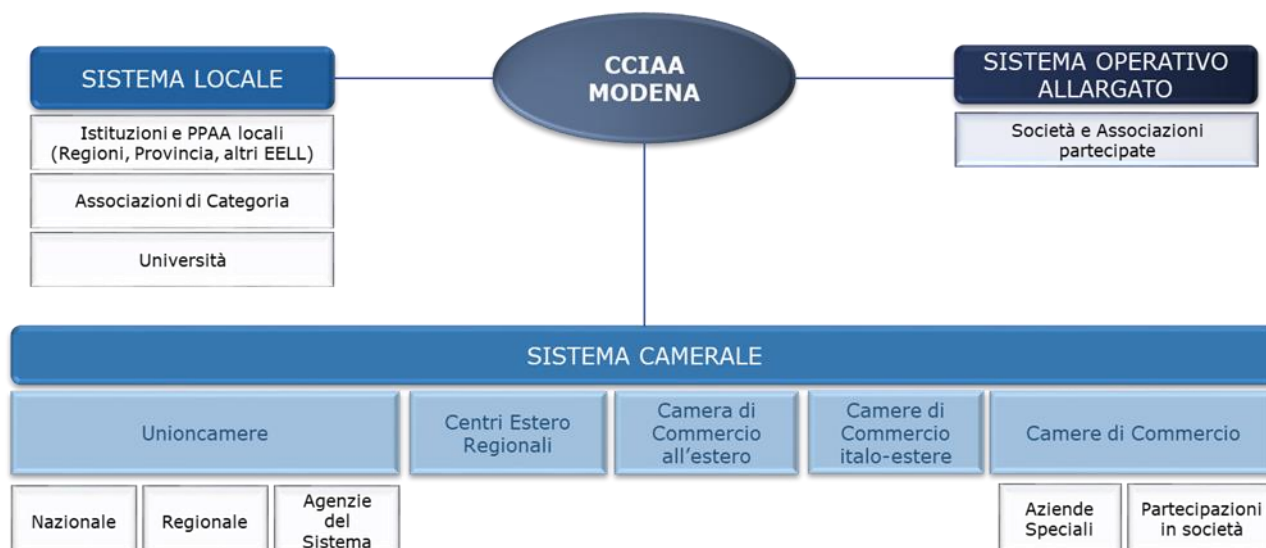 CCIAA
MODENA
SISTEMA LOCALE
Istituzioni e PPAA locali
(Regioni, Provincia, altri EELL)
Associazioni di Categoria
Università
SISTEMA OPERATIVO
ALLARGATO
Società e Associazioni
partecipate
SISTEMA CAMERALE
Unioncamere
Centri Estero
Regionali
Camera di
Commercio
all'estero
Camere di
Commercio
italo-estere
Camere di Commercio
Nazionale
Regionale
Agenzie
del
Sistema
Aziende
Speciali
Partecipazioni
in società